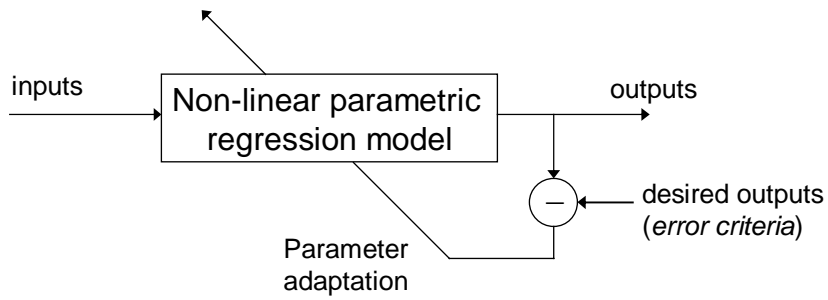 inputs
Non-linear parametric
regression model
outputs
−
desired outputs
(error criteria)
Parameter
adaptation